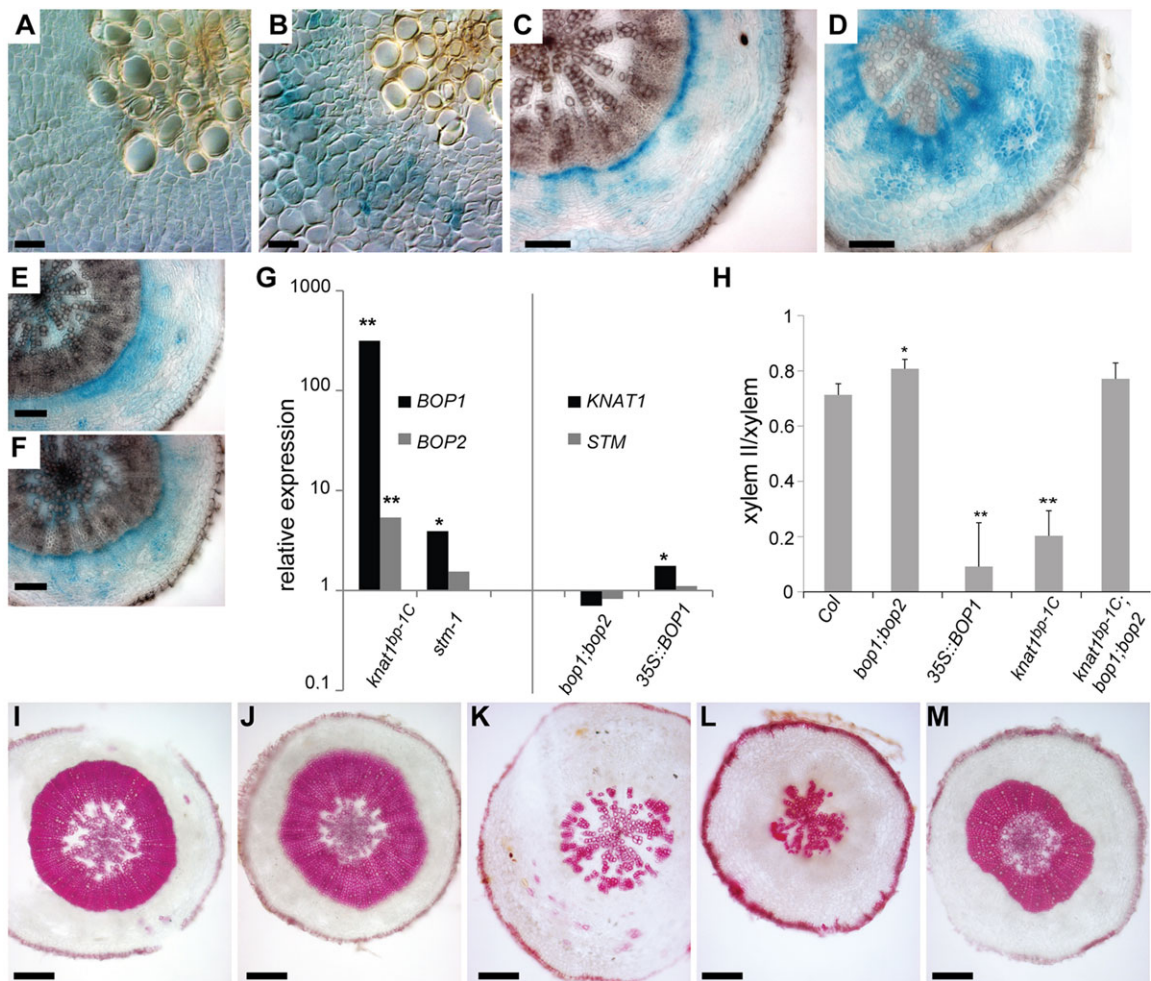 A
B
C
D
E
F
G
1000
100
10
1
0.1
relative expression
**
**
*
*
BOP1
BOP2
KNAT1
STM
knat1bp-1C
stm-1
bop1;bop2
35S::BOP1
H
1
0.8
0.6
0.4
0.2
0
xylem II/xylem
*
**
**
Col
bop1;bop2
35S::BOP1
knat1bp-1C
knat1bp-1C;
bop1;bop2
I
J
K
L
M